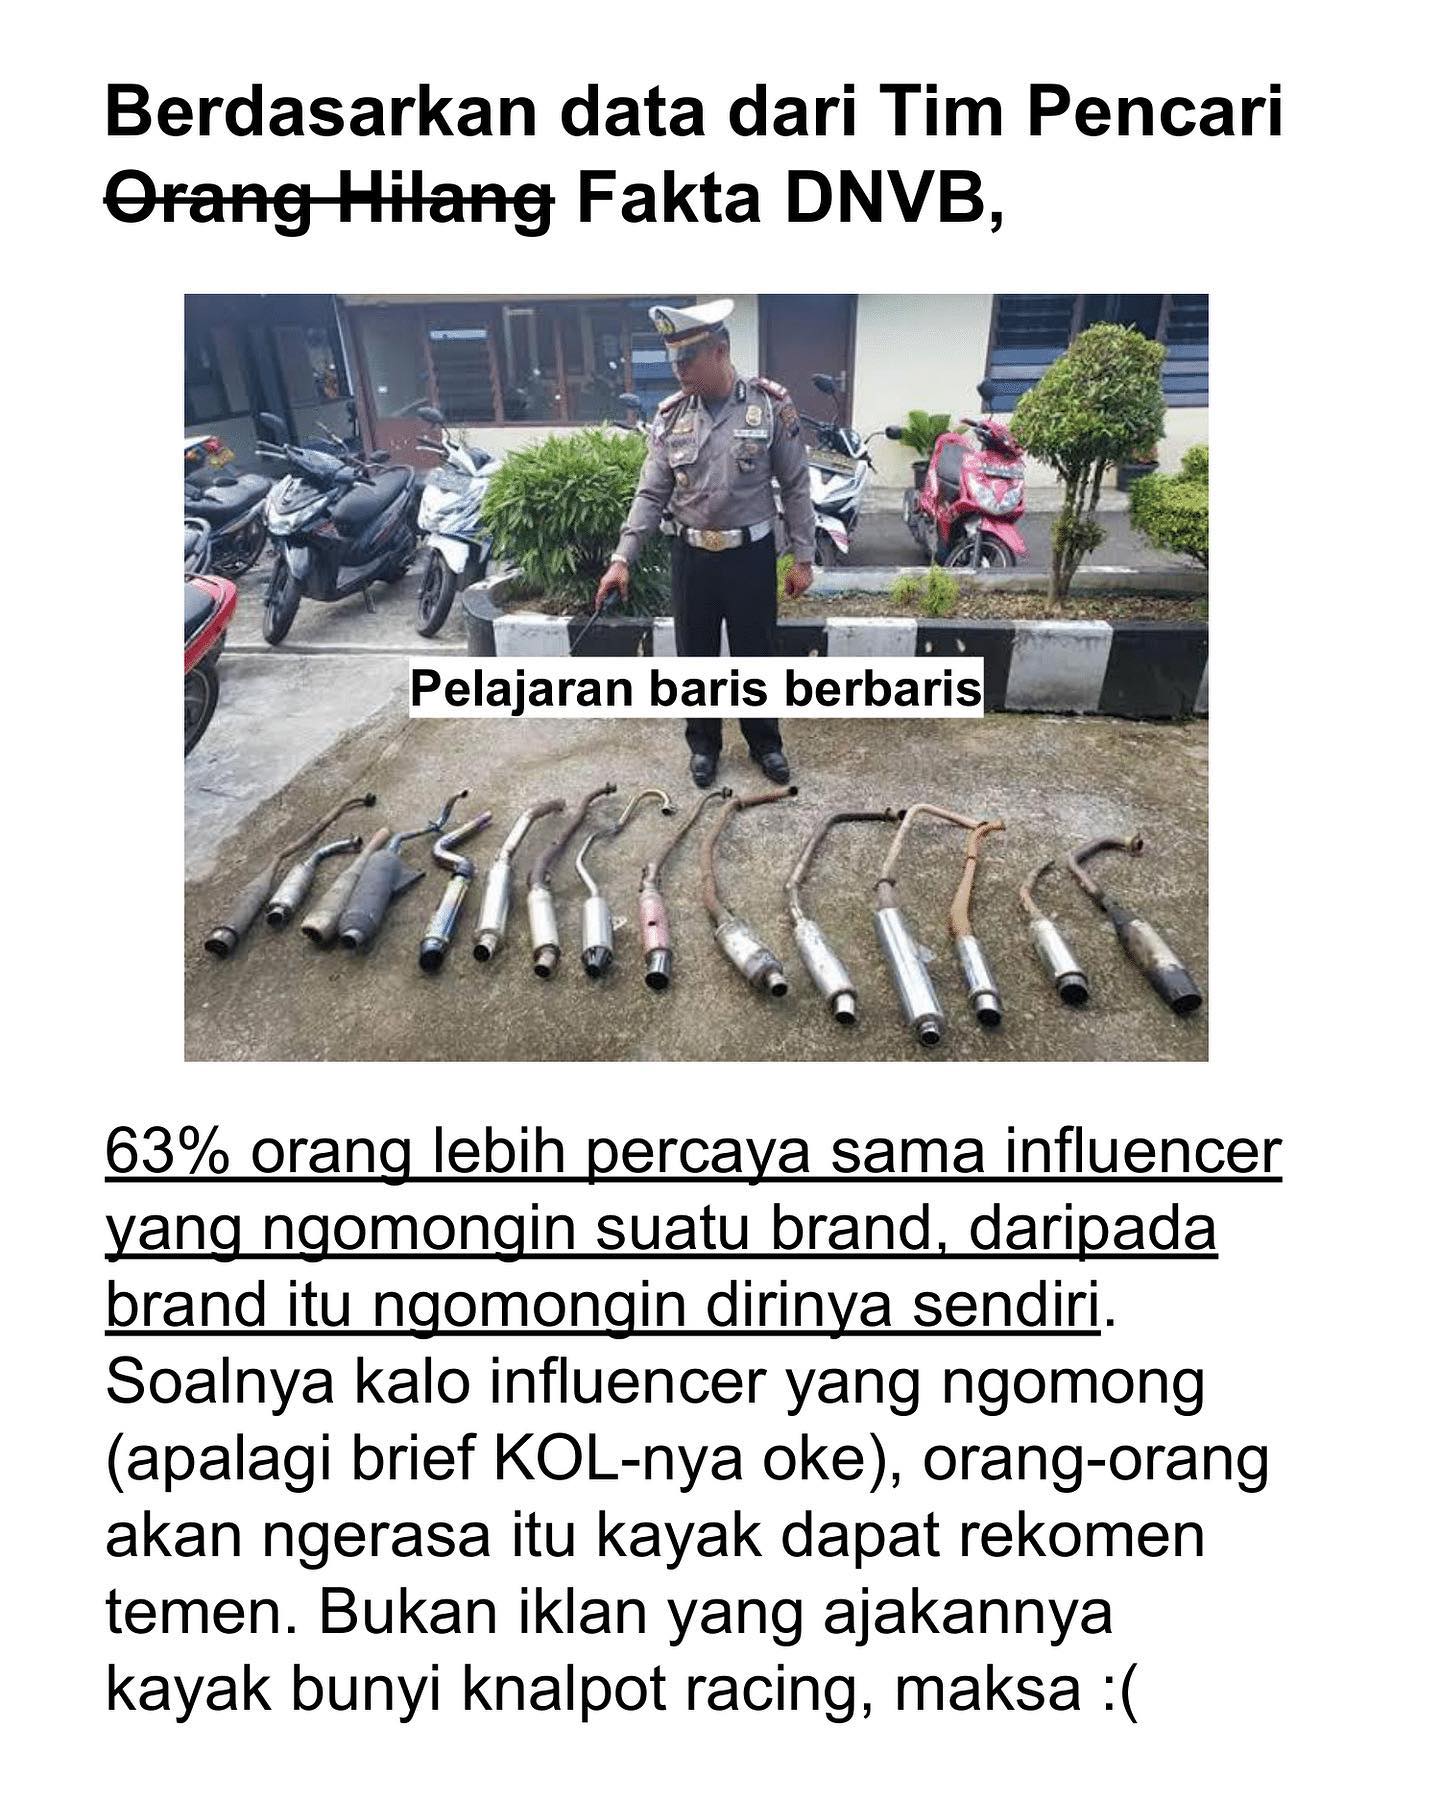 Berdasarkan data dari Tim Pencari
Orang Hilang Fakta DNVB,
Pelajaran baris berbaris
63% orang lebih percaya sama influencer
yang ngomongin suatu brand, daripada
brand itu ngomongin dirinya sendiri.
Soalnya kalo influencer yang ngomong
(apalagi brief KOL-nya oke), orang-orang
akan ngerasa itu kayak dapat rekomen
temen. Bukan iklan yang ajakannya
kayak bunyi knalpot racing, maksa :(